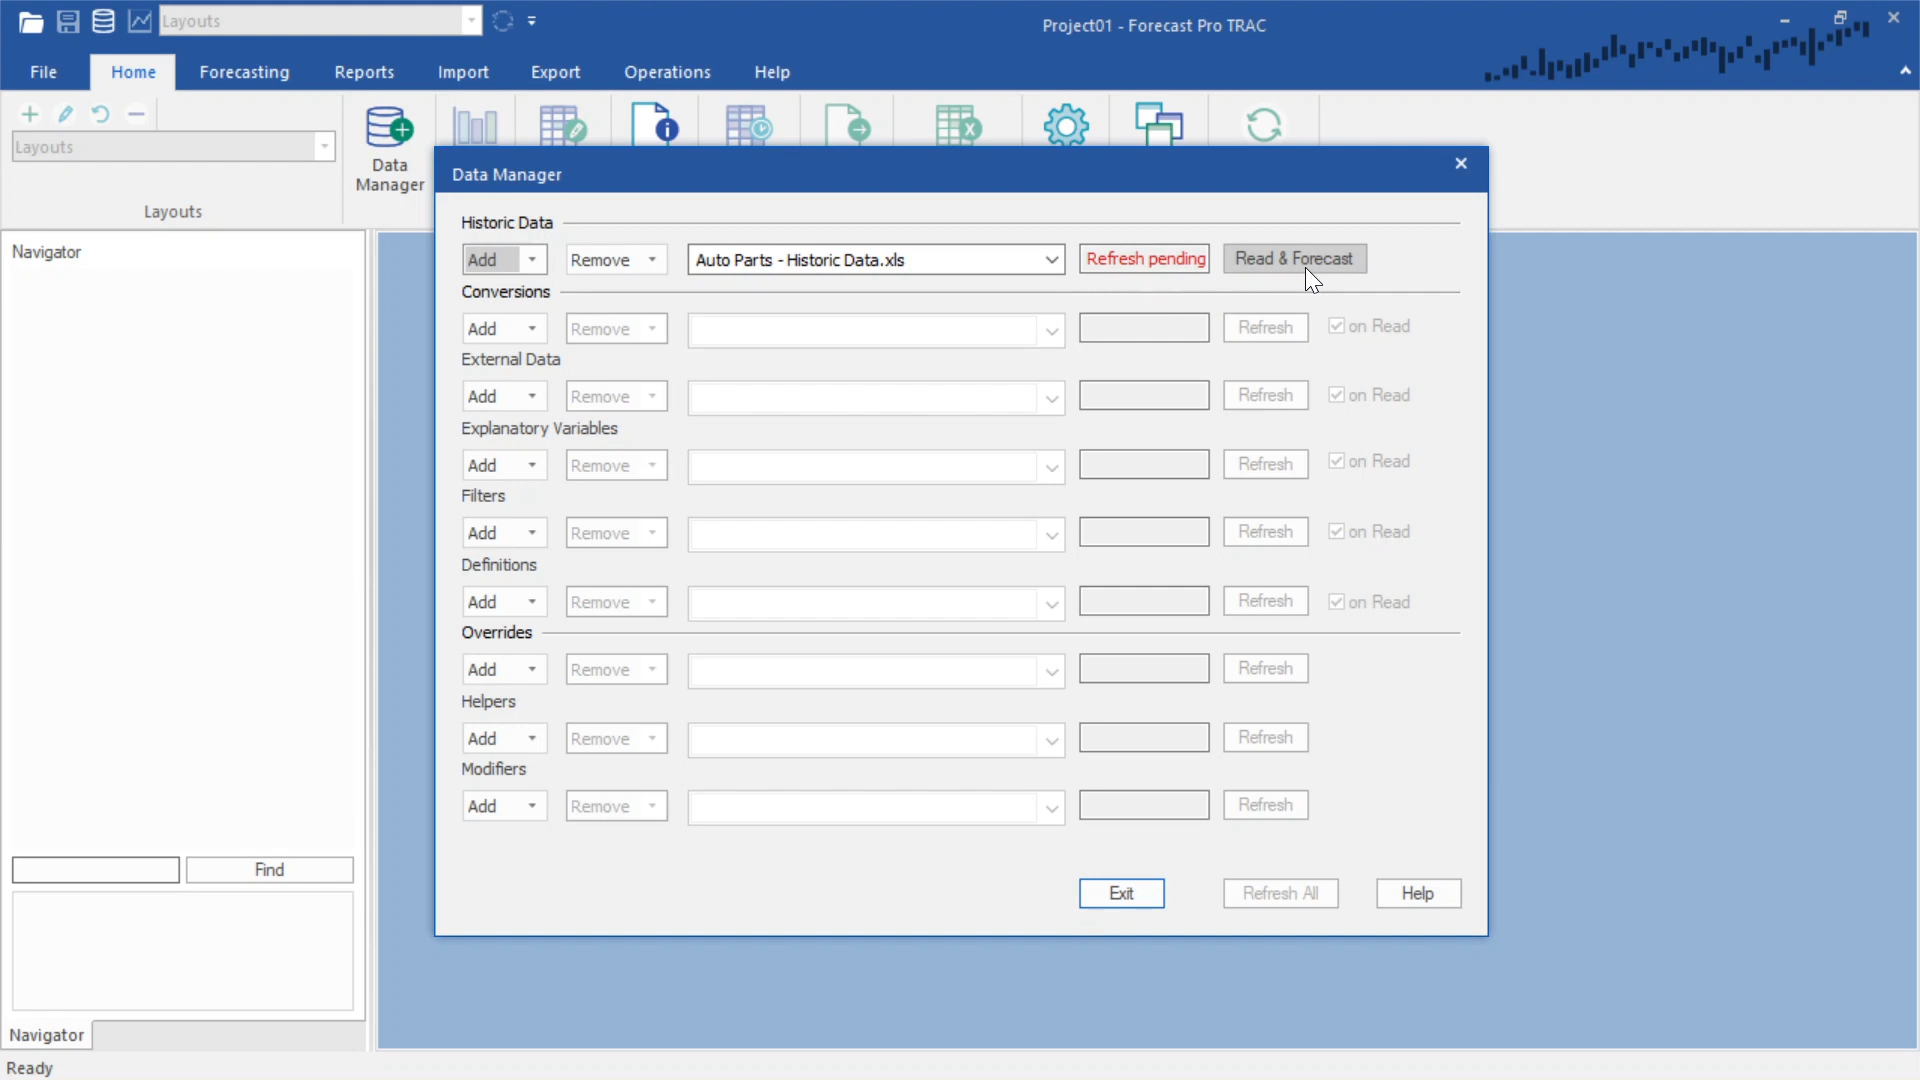 Layouts
Project01 - Forecast Pro TRAC
File Home Forecasting Reports Import Export Operations Help
Layouts
Data
Manager
Layouts
Navigator
Data Manager
Historic Data
Add Remove Auto Parts - Historic Data.xls Refresh pending Read & Forecast
Conversions
Add Remove Refresh on Read
External Data
Add Remove Refresh on Read
Explanatory Variables
Add Remove Refresh on Read
Filters
Add Remove Refresh on Read
Definitions
Add Remove Refresh on Read
Overrides
Add Remove Refresh
Helpers
Add Remove Refresh
Modifiers
Add Remove Refresh
Exit Refresh All Help
Find
Navigator
Ready